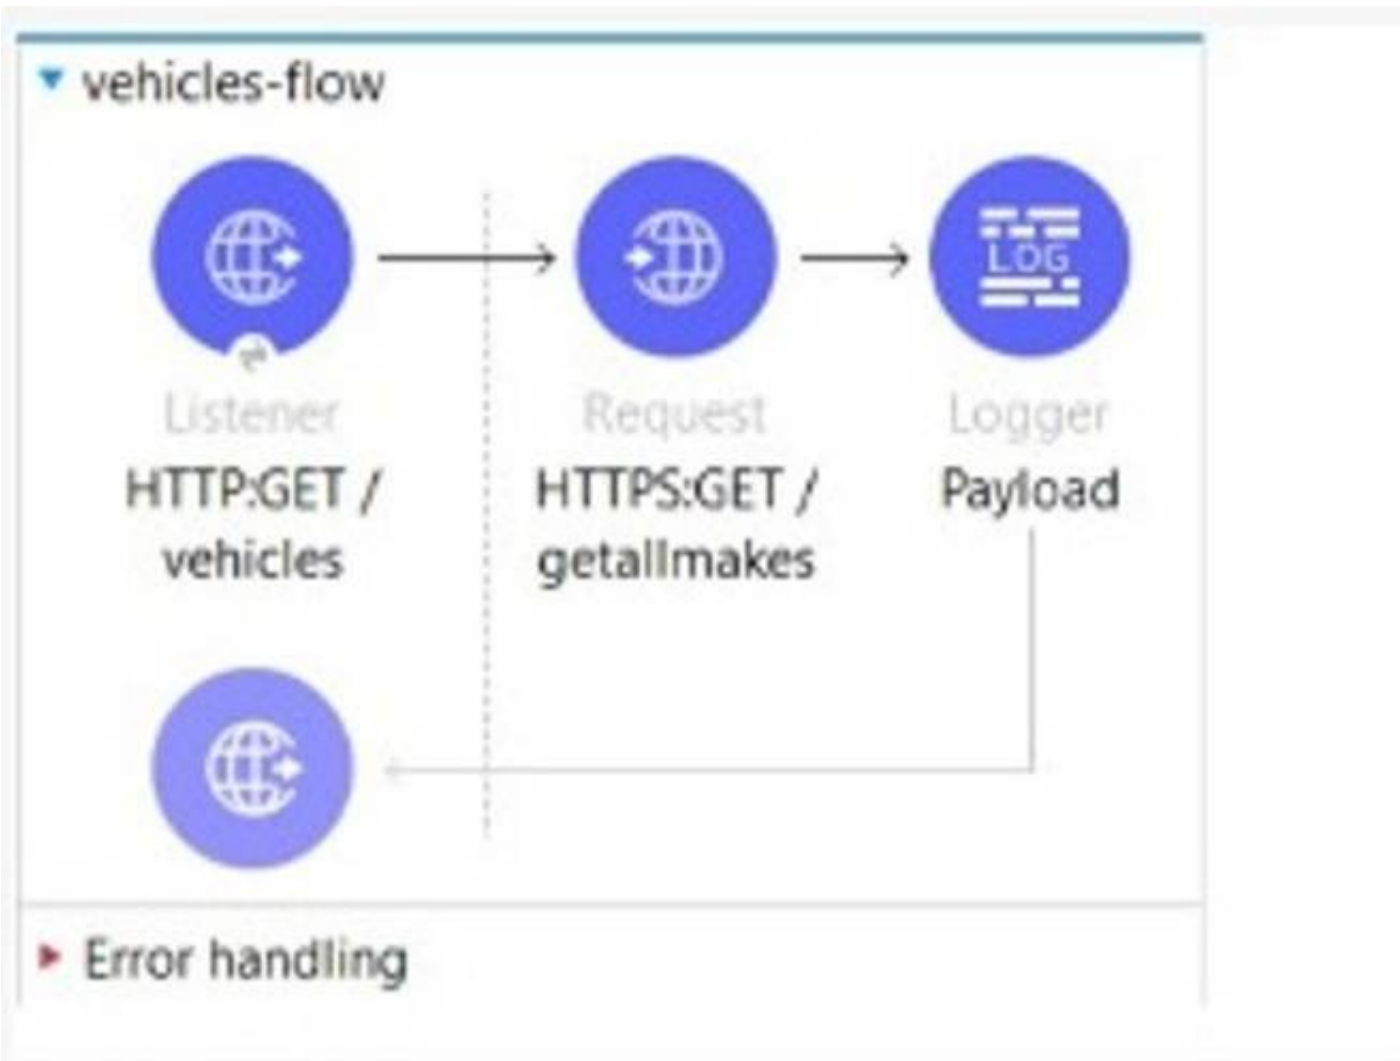 vehicles-flow
LOG
Listener
Request
Logger
HTTP:GET /
vehicles
HTTPS:GET /
getallmakes
Payload
Error handling